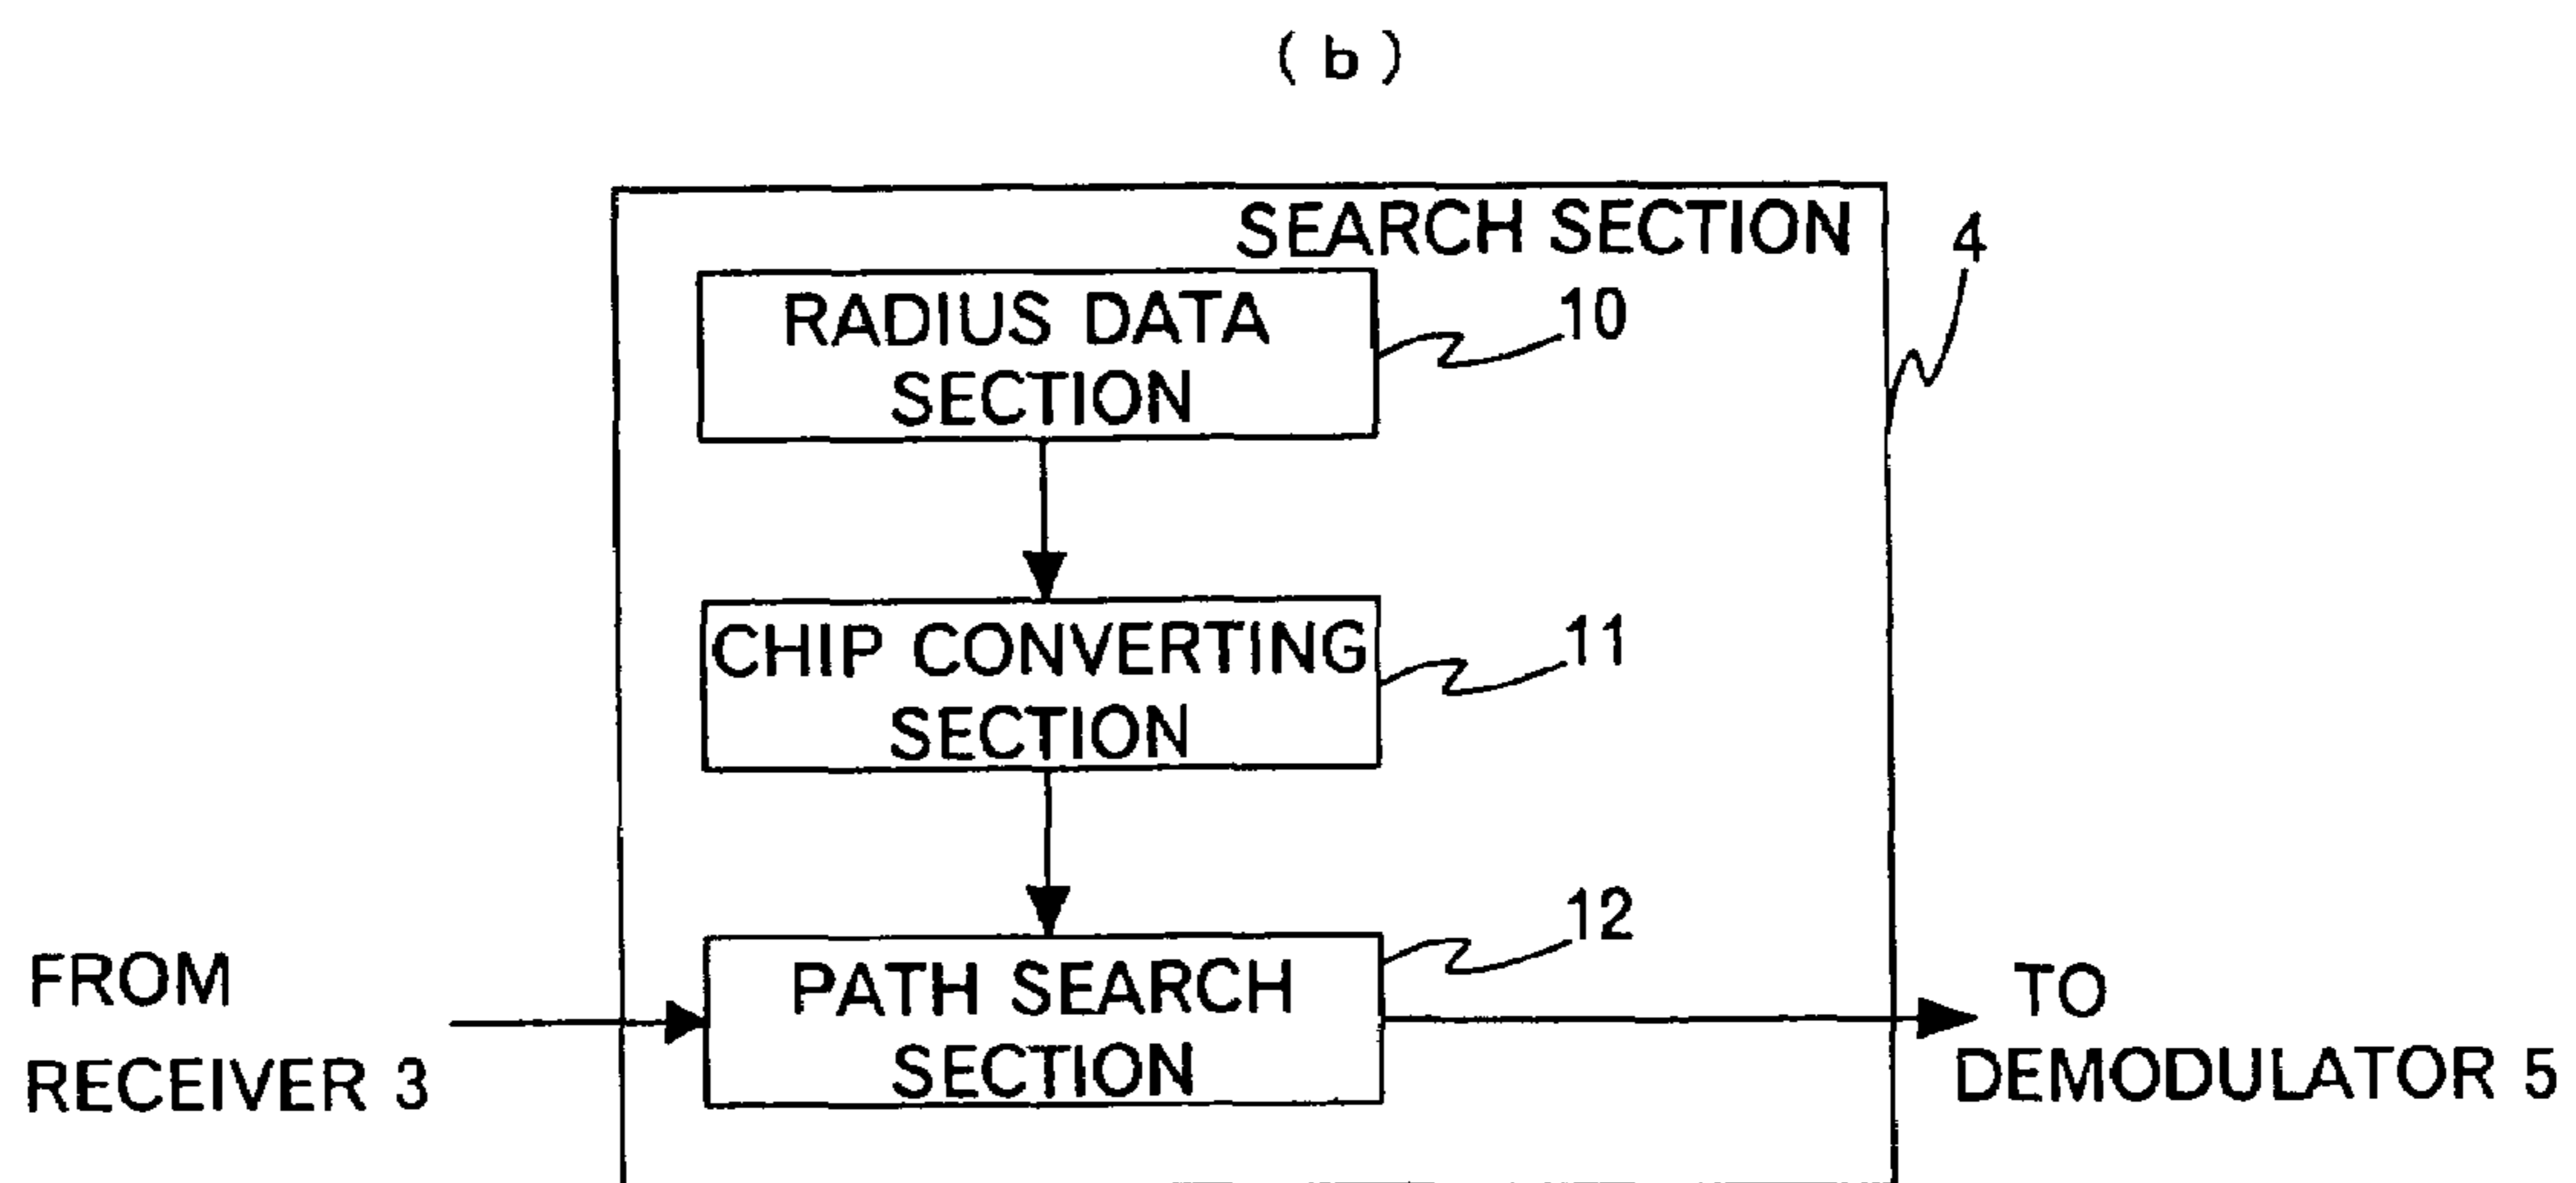 ( b )
SEARCH SECTION
4
RADIUS DATA
SECTION
10
CHIP CONVERTING
SECTION
11
PATH SEARCH
SECTION
12
FROM
RECEIVER 3
TO
DEMODULATOR 5